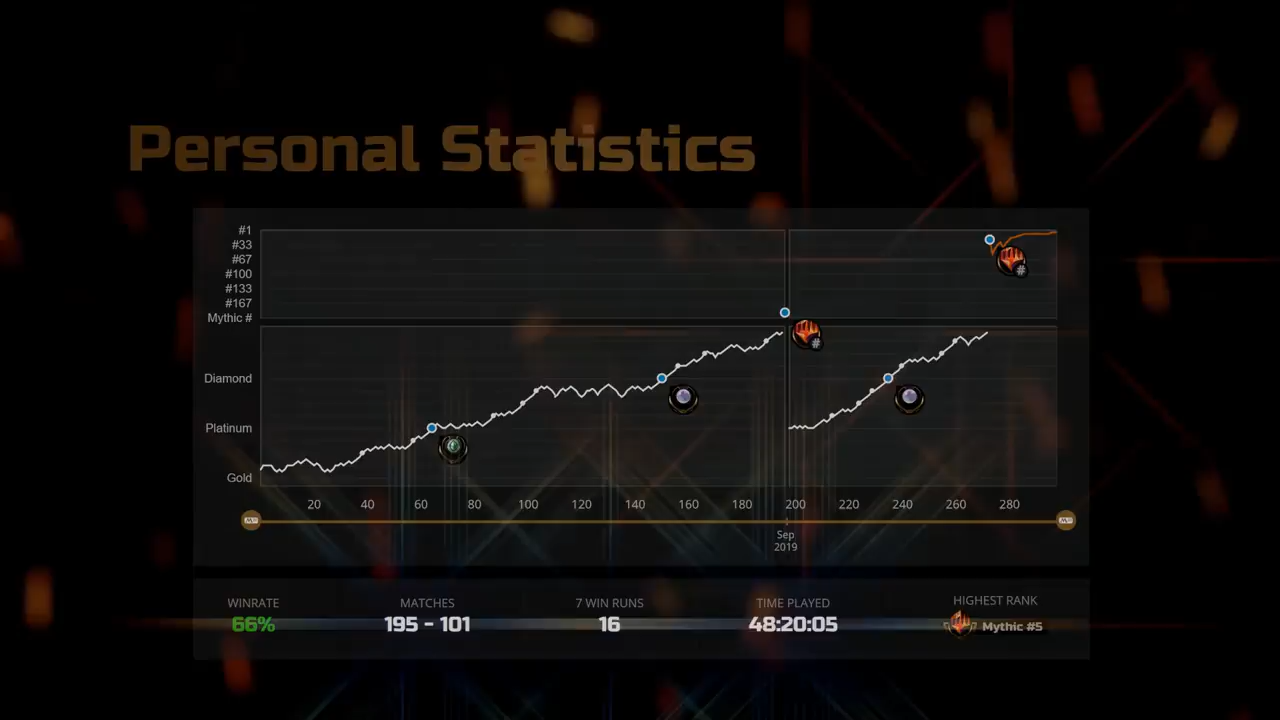 Personal Statistics
#1
#33
#67
#100
#133
#167
Mythic #
#
#
Diamond
Platinum
Gold
20 40 60 80 100 120 140 160 180 200 220 240 260 280
Sep
2019
WINRATE MATCHES 7 WIN RUNS TIME PLAYED HIGHEST RANK
66% 195 - 101 16 48:20:05 Mythic #5